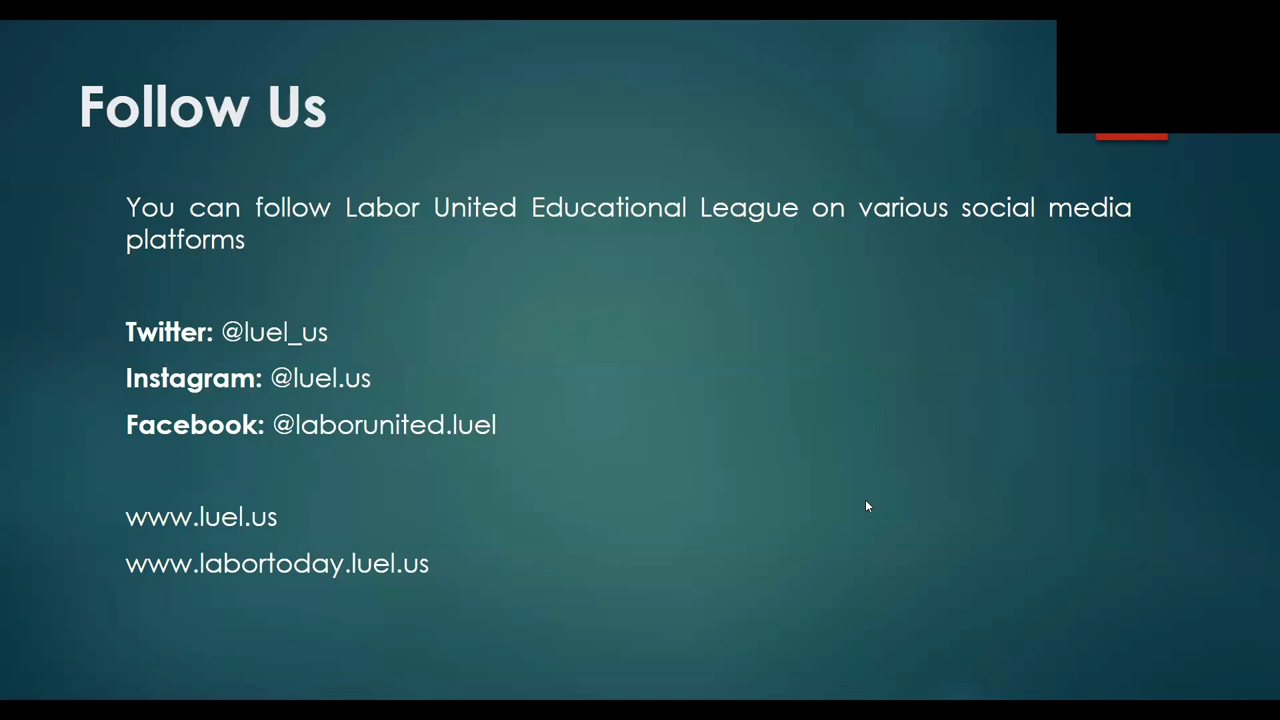 Follow Us
You can follow Labor United Educational League on various social media
platforms
Twitter: @luel_us
Instagram: @luel.us
Facebook: @laborunited.luel
www.luel.us
www.labortoday.luel.us